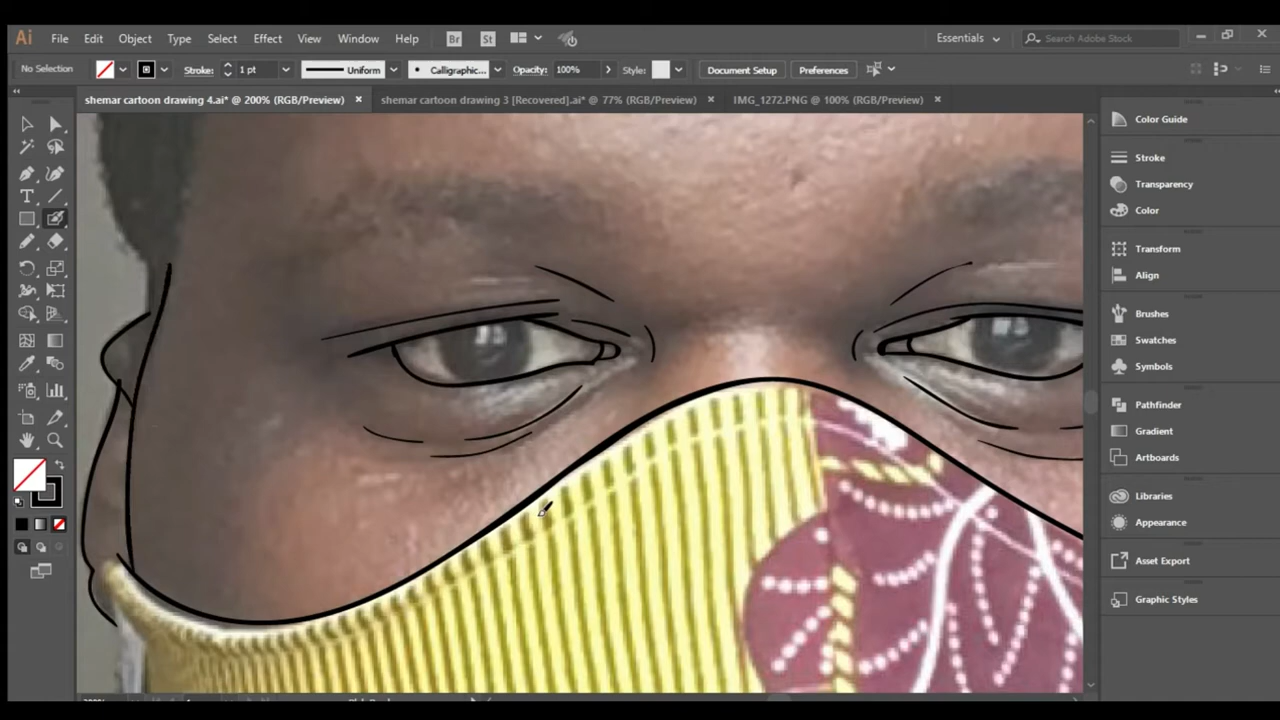 Ai File Edit Object Type Select Effect View Window Help Br St Essentials Search Adobe Stock
No Selection Stroke: 1 pt Uniform Calligraphic... Opacity: 100% Style: Document Setup Preferences
shemar cartoon drawing 4.ai* @ 200% (RGB/Preview) shemar cartoon drawing 3 [Recovered].ai* @ 77% (RGB/Preview) IMG_1272.PNG @ 100% (RGB/Preview)
Color Guide
Stroke
Transparency
Color
Transform
Align
Brushes
Swatches
Symbols
Pathfinder
Gradient
Artboards
Libraries
Appearance
Asset Export
Graphic Styles